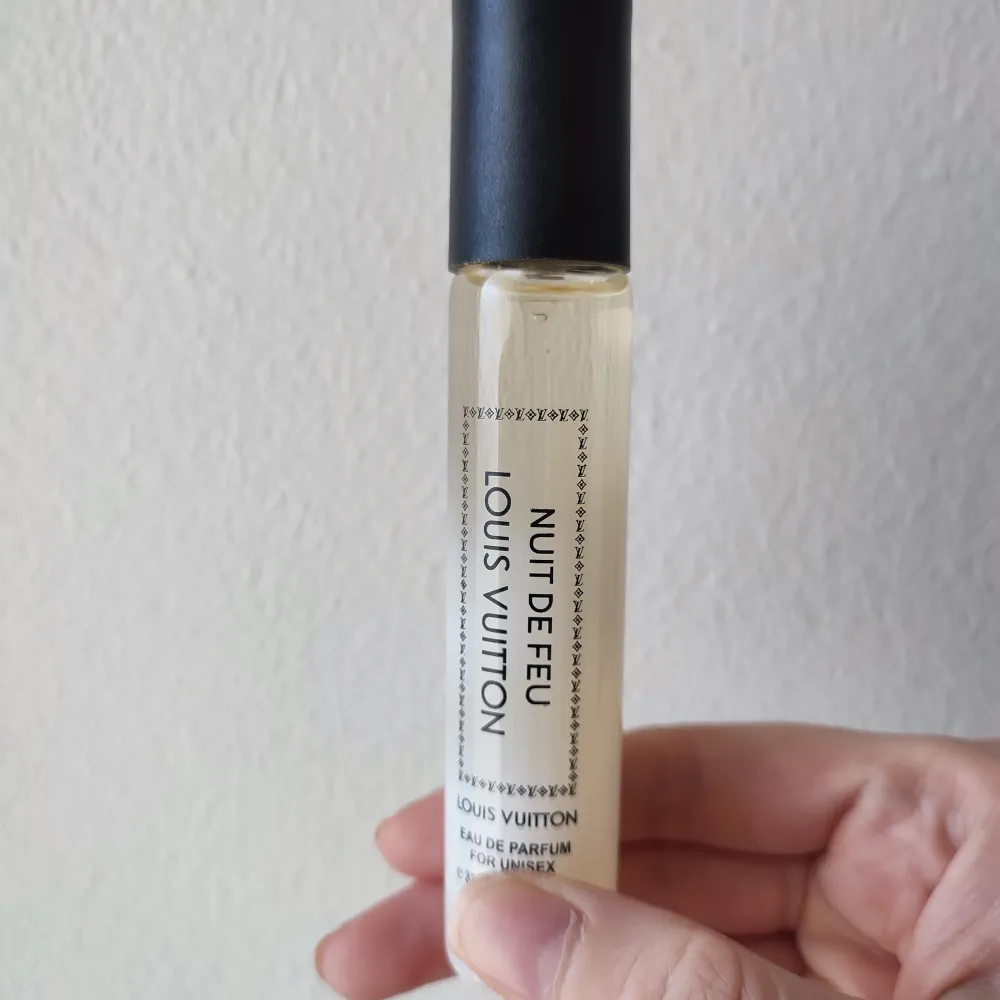 NUIT DE FEU
LOUIS VUITTON
LOUIS VUITTON
EAU DE PARFUM
FOR UNISEX